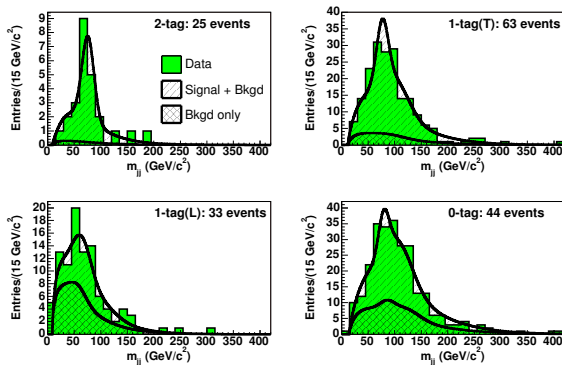 2-tag: 25 events
Entries/(15 GeV/c²)
9
8
7
6
5
4
3
2
1
0
Data
Signal + Bkgd
Bkgd only
0 50 100 150 200 250 300 350 400
m_jj (GeV/c²)
1-tag(T): 63 events
Entries/(15 GeV/c²)
40
35
30
25
20
15
10
5
0
0 50 100 150 200 250 300 350 400
m_jj (GeV/c²)
1-tag(L): 33 events
Entries/(15 GeV/c²)
20
18
16
14
12
10
8
6
4
2
0
0 50 100 150 200 250 300 350 400
m_jj (GeV/c²)
0-tag: 44 events
Entries/(15 GeV/c²)
40
35
30
25
20
15
10
5
0
0 50 100 150 200 250 300 350 400
m_jj (GeV/c²)